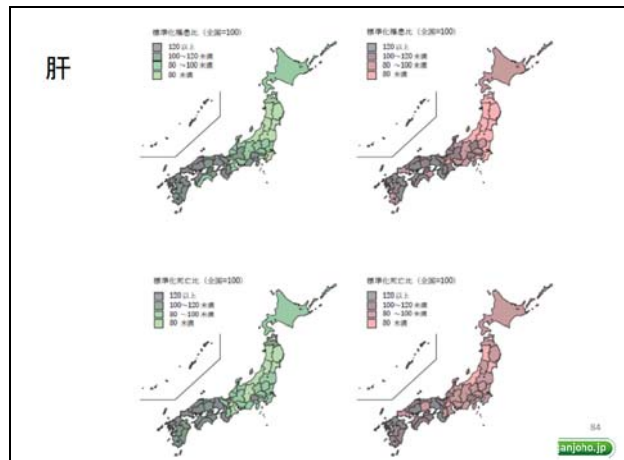 肝
標準化罹患比（全国=100）
120 以上
100～120 未満
80 ～100 未満
80 未満
標準化罹患比（全国=100）
120 以上
100～120 未満
80 ～100 未満
80 未満
標準化死亡比（全国=100）
120 以上
100～120 未満
80 ～100 未満
80 未満
標準化死亡比（全国=100）
120 以上
100～120 未満
80 ～100 未満
80 未満
84
ganjoho.jp